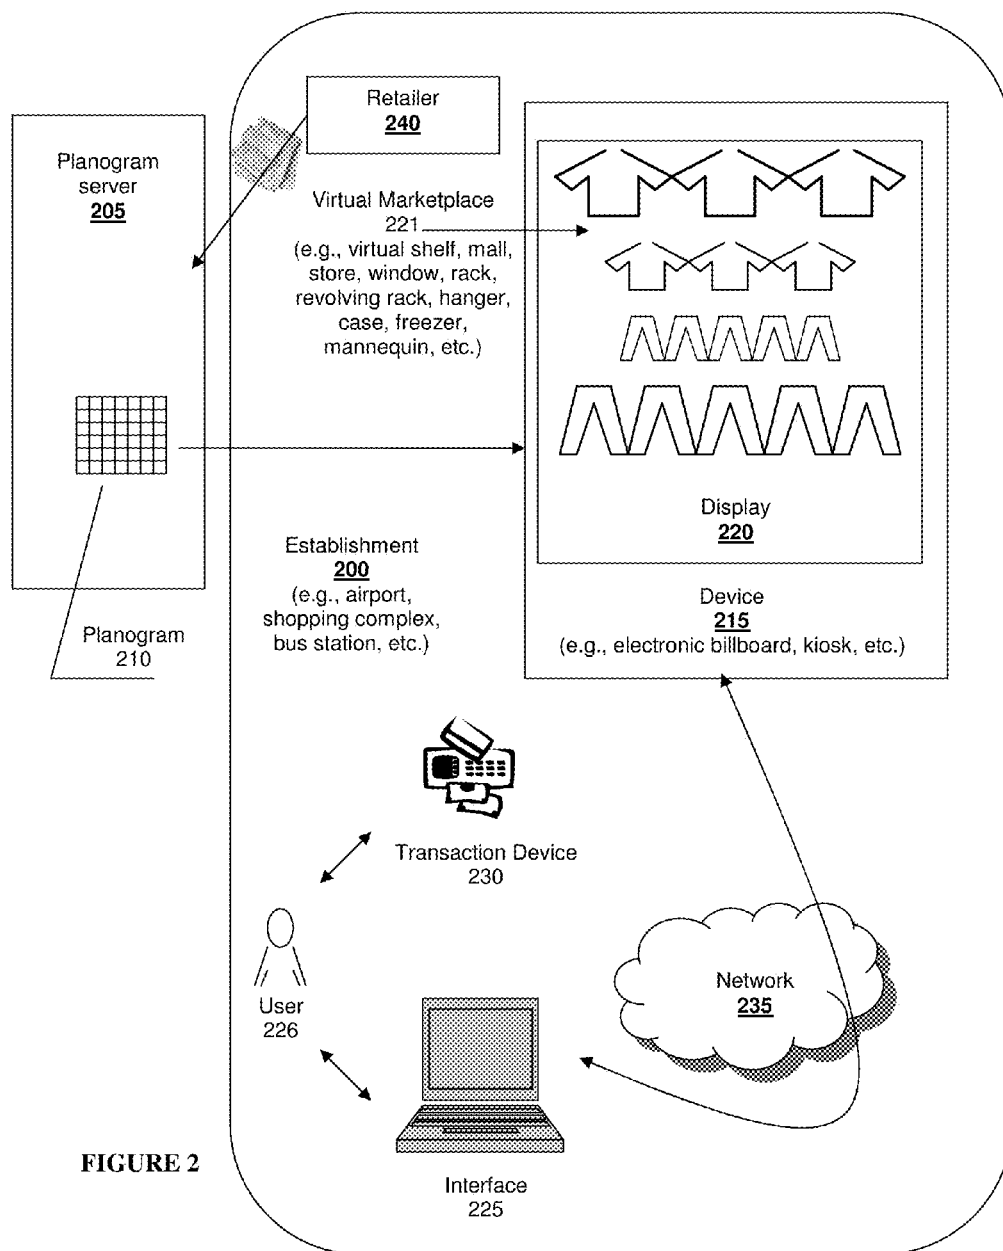 Retailer
240
Planogram
server
205
Virtual Marketplace
221
(e.g., virtual shelf, mall,
store, window, rack,
revolving rack, hanger,
case, freezer,
mannequin, etc.)
Display
220
Establishment
200
(e.g., airport,
shopping complex,
bus station, etc.)
Device
215
(e.g., electronic billboard, kiosk, etc.)
Planogram
210
Transaction Device
230
User
226
Network
235
FIGURE 2
Interface
225